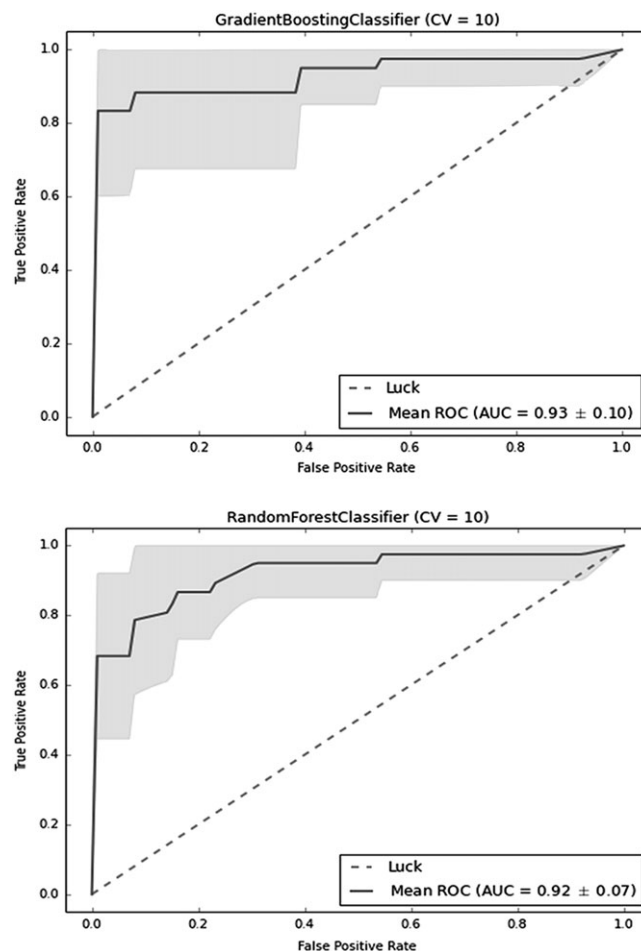 GradientBoostingClassifier (CV = 10)
1.0
0.8
0.6
0.4
0.2
0.0
True Positive Rate
Luck
Mean ROC (AUC = 0.93 ± 0.10)
0.0 0.2 0.4 0.6 0.8 1.0
False Positive Rate
RandomForestClassifier (CV = 10)
1.0
0.8
0.6
0.4
0.2
0.0
True Positive Rate
Luck
Mean ROC (AUC = 0.92 ± 0.07)
0.0 0.2 0.4 0.6 0.8 1.0
False Positive Rate